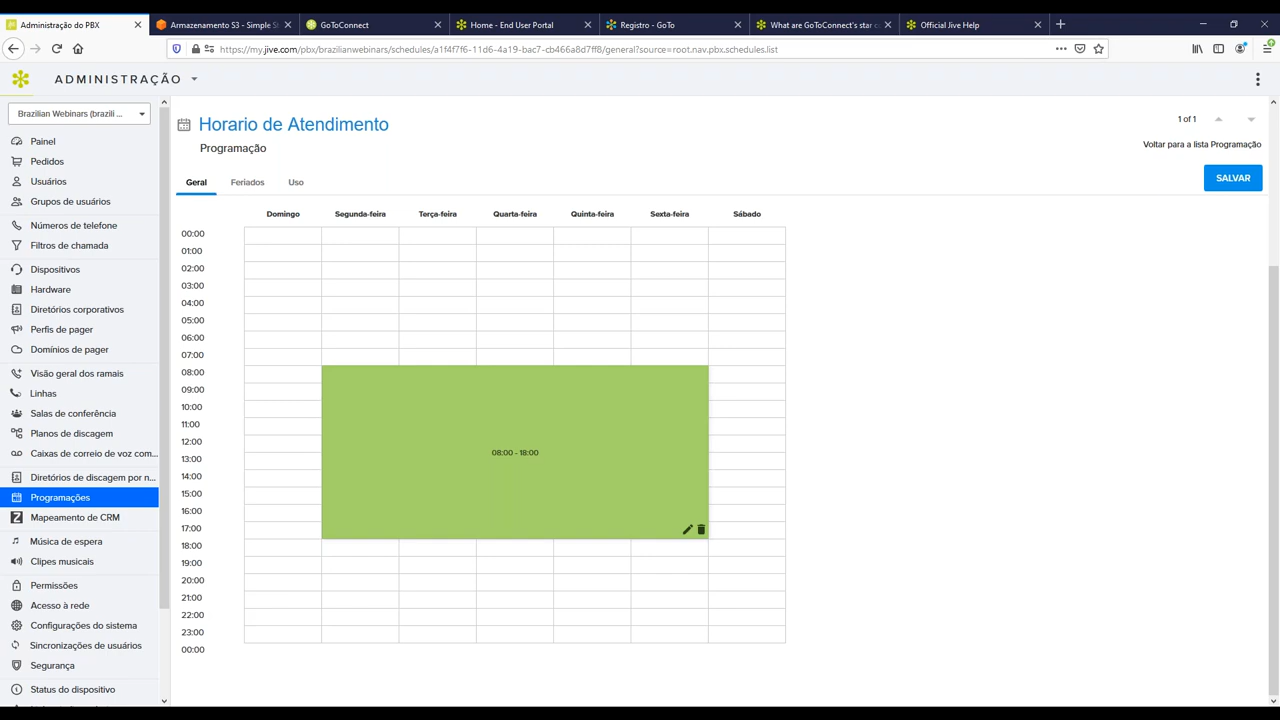 Administração do PBX
Armazenamento S3 - Simple S
GoToConnect
Home - End User Portal
Registro - GoTo
What are GoToConnect's star c
Official Jive Help
https://my.jive.com/pbx/brazilianwebinars/schedules/a1f4f7f6-11d6-4a19-bac7-cb466a8d7ff8/general?source=root.nav.pbx.schedules.list
ADMINISTRAÇÃO
Brazilian Webinars (brazili ...
Painel
Pedidos
Usuários
Grupos de usuários
Números de telefone
Filtros de chamada
Dispositivos
Hardware
Diretórios corporativos
Perfis de pager
Domínios de pager
Visão geral dos ramais
Linhas
Salas de conferência
Planos de discagem
Caixas de correio de voz com...
Diretórios de discagem por n...
Programações
Mapeamento de CRM
Música de espera
Clipes musicais
Permissões
Acesso à rede
Configurações do sistema
Sincronizações de usuários
Segurança
Status do dispositivo
Horario de Atendimento
Programação
1 of 1
Voltar para a lista Programação
SALVAR
Geral Feriados Uso
Domingo Segunda-feira Terça-feira Quarta-feira Quinta-feira Sexta-feira Sábado
00:00
01:00
02:00
03:00
04:00
05:00
06:00
07:00
08:00
09:00
10:00
11:00
12:00
08:00 - 18:00
13:00
14:00
15:00
16:00
17:00
18:00
19:00
20:00
21:00
22:00
23:00
00:00